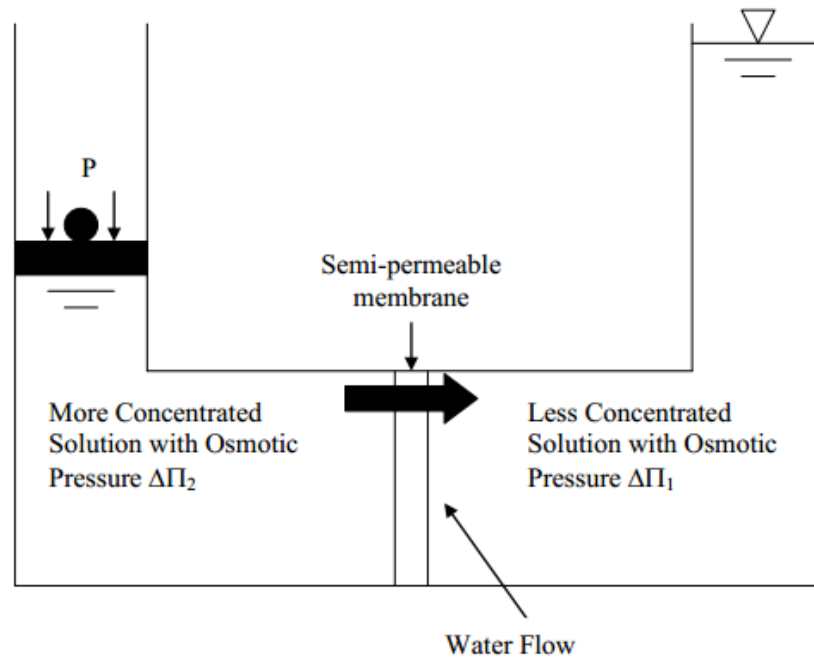 P
Semi-permeable
membrane
More Concentrated
Solution with Osmotic
Pressure ΔΠ₂
Less Concentrated
Solution with Osmotic
Pressure ΔΠ₁
Water Flow